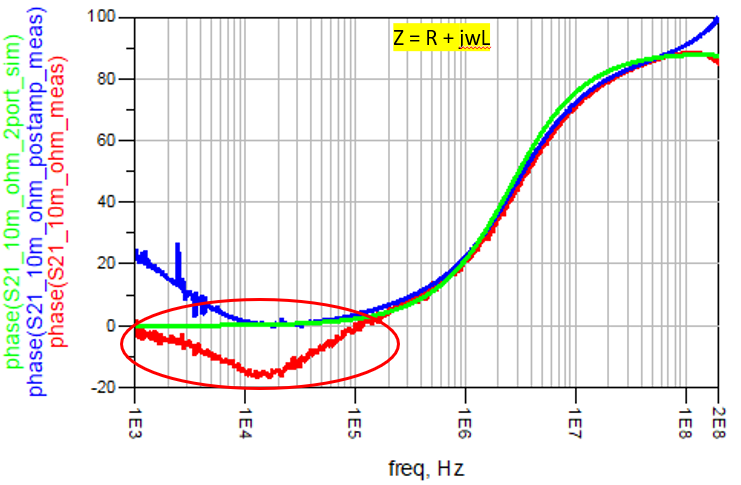 phase(S21_10m_ohm_2port_sim)
phase(S21_10m_ohm_postamp_meas)
phase(S21_10m_ohm_meas)
Z = R + jwL
100
80
60
40
20
0
-20
1E3
1E4
1E5
1E6
1E7
1E8
2E8
freq, Hz